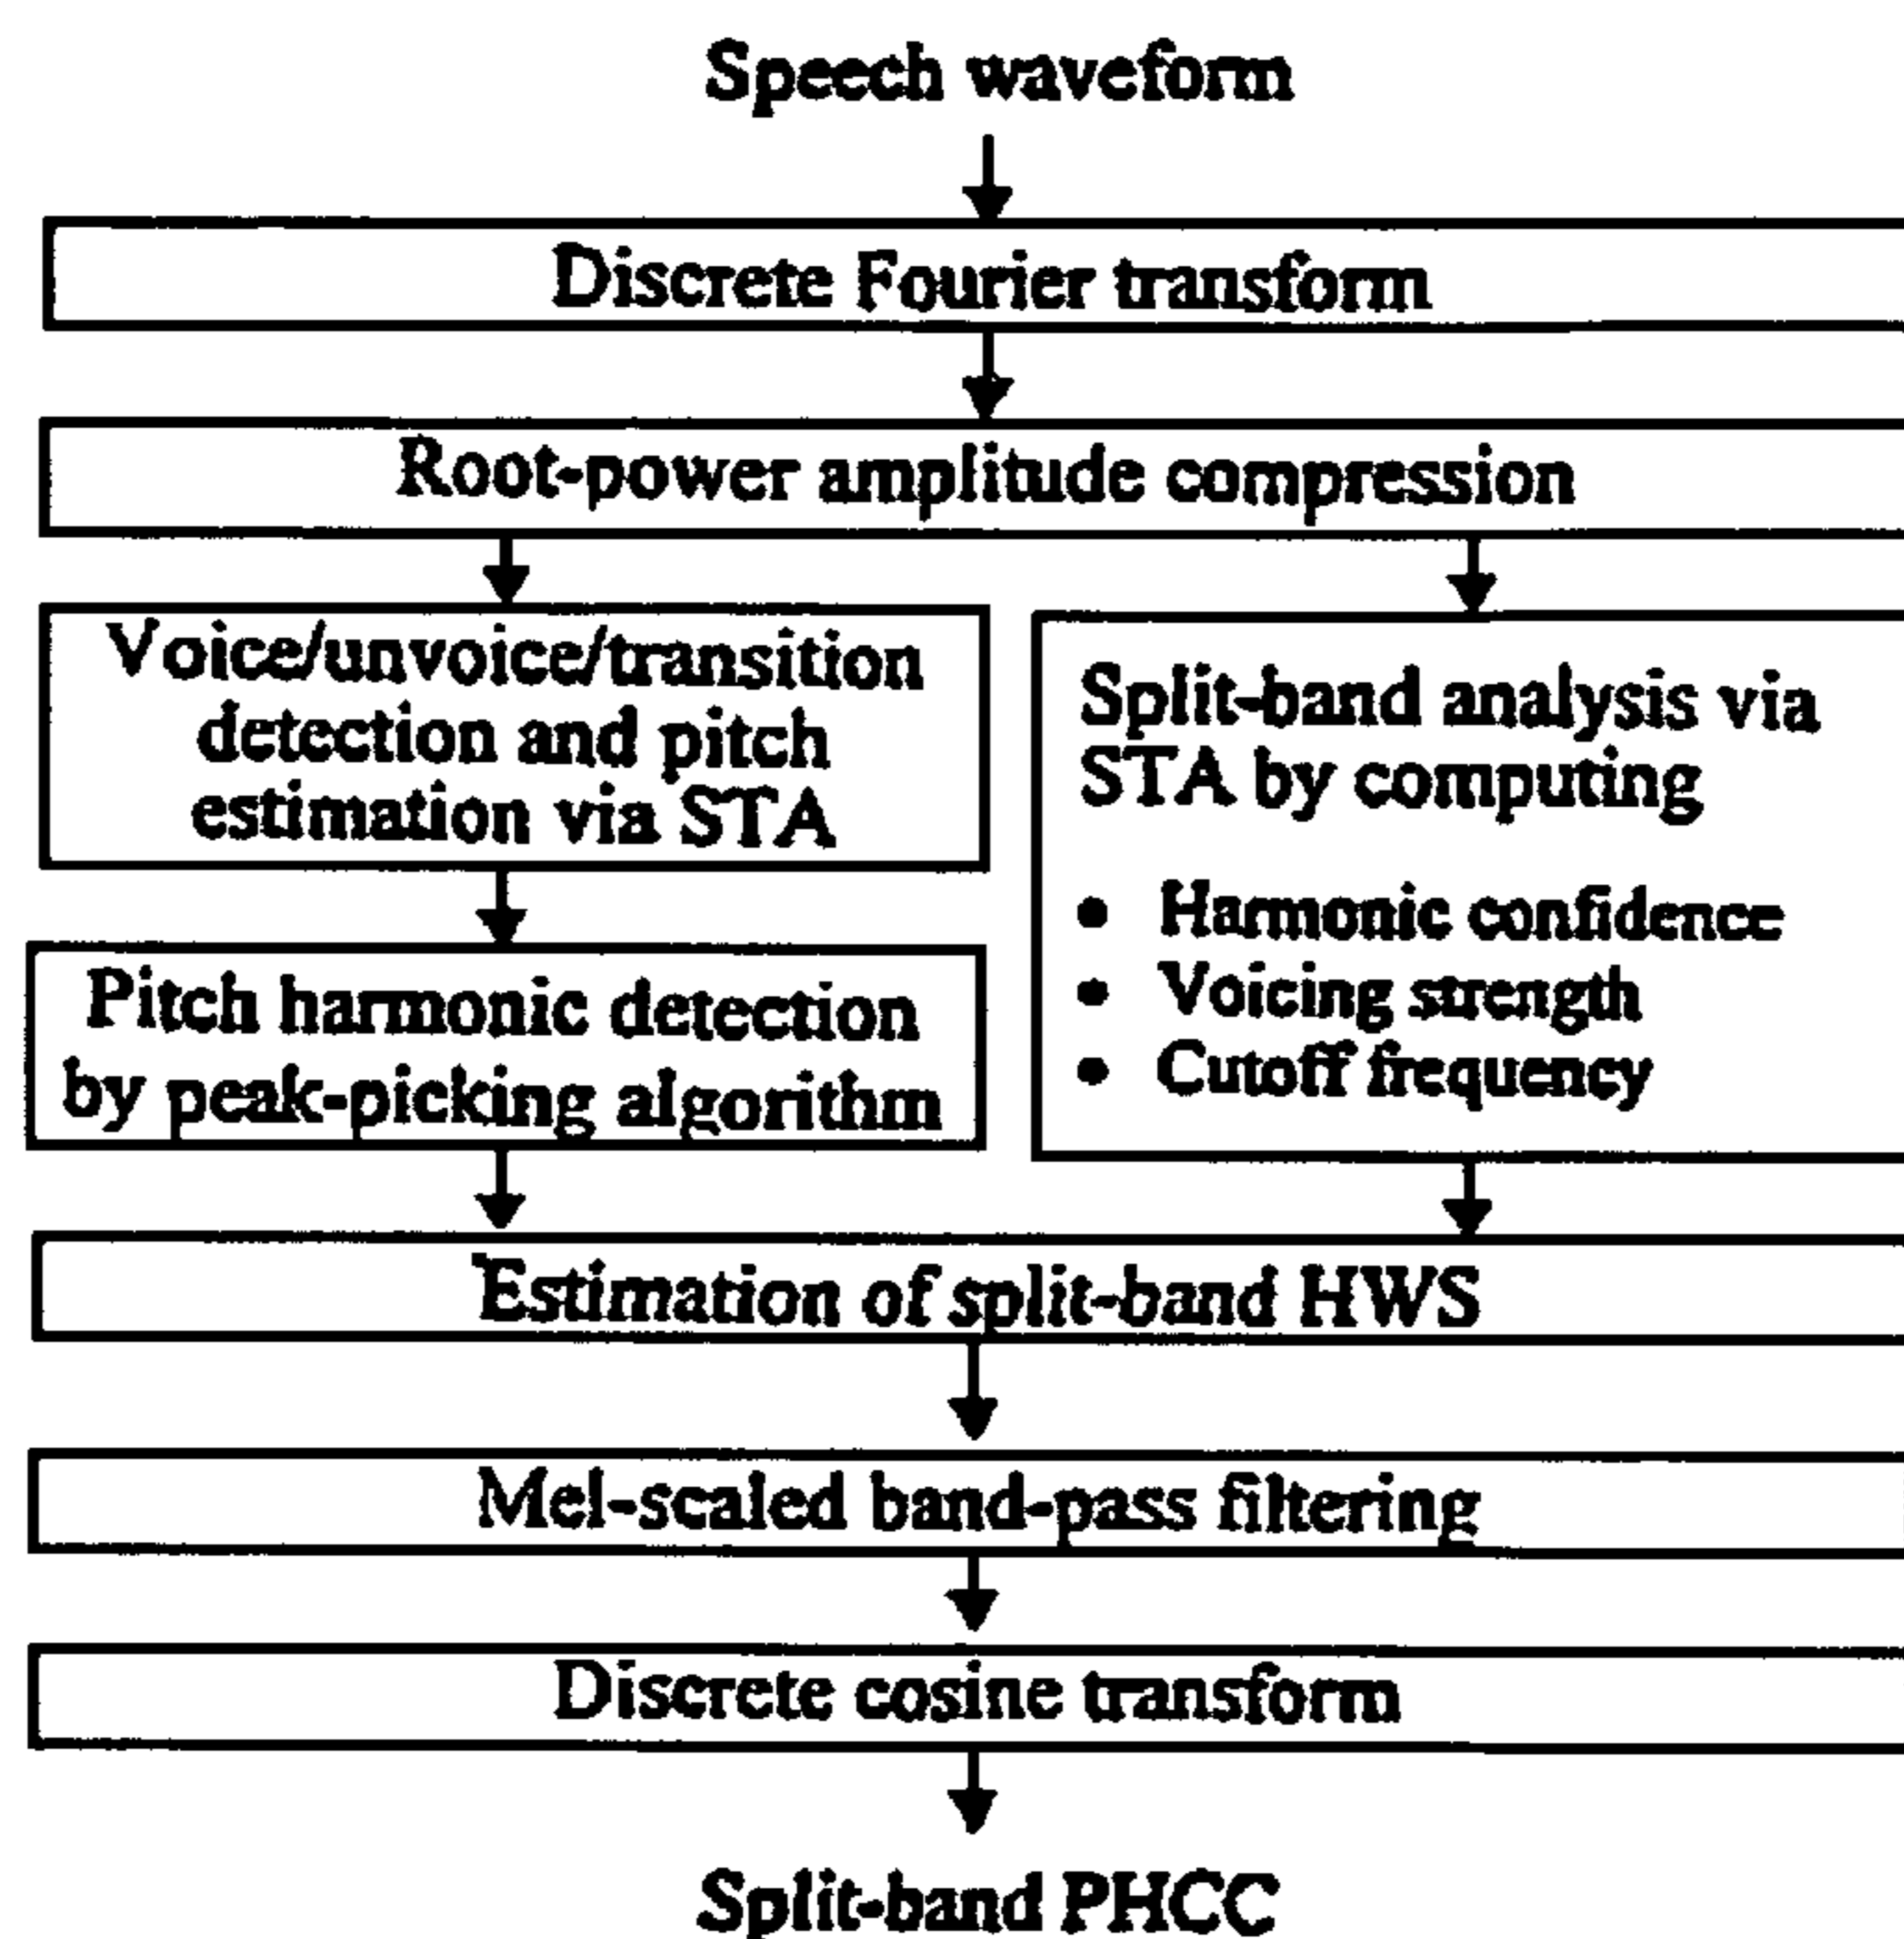 Speech waveform
Discrete Fourier transform
Root-power amplitude compression
Voice/unvoice/transition
detection and pitch
estimation via STA
Pitch harmonic detection
by peak-picking algorithm
Split-band analysis via
STA by computing
• Harmonic confidence
• Voicing strength
• Cutoff frequency
Estimation of split-band HWS
Mel-scaled band-pass filtering
Discrete cosine transform
Split-band PHCC